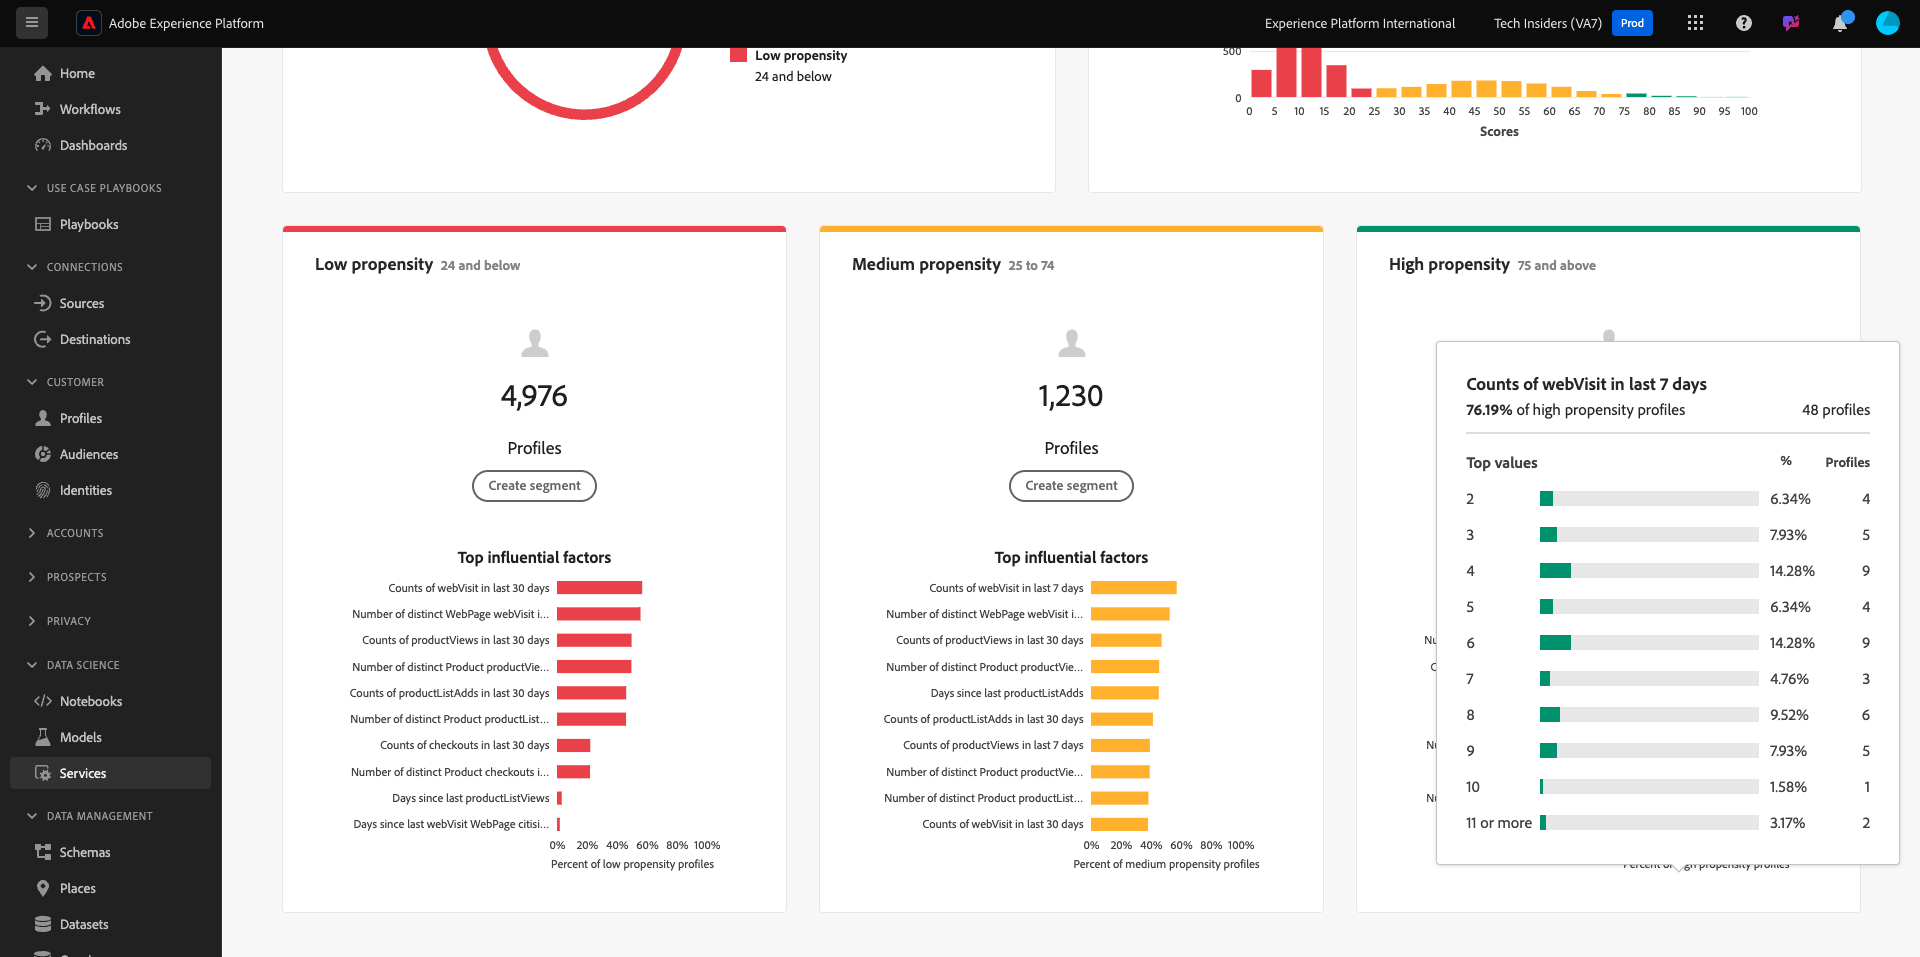 Adobe Experience Platform
Experience Platform International
Tech Insiders (VA7)
Prod
Home
Workflows
Dashboards
USE CASE PLAYBOOKS
Playbooks
CONNECTIONS
Sources
Destinations
CUSTOMER
Profiles
Audiences
Identities
ACCOUNTS
PROSPECTS
PRIVACY
DATA SCIENCE
Notebooks
Models
Services
DATA MANAGEMENT
Schemas
Places
Datasets
Low propensity
24 and below
500
0
0 5 10 15 20 25 30 35 40 45 50 55 60 65 70 75 80 85 90 95 100
Scores
Low propensity 24 and below
4,976
Profiles
Create segment
Top influential factors
Counts of webVisit in last 30 days
Number of distinct WebPage webVisit i...
Counts of productViews in last 30 days
Number of distinct Product productVie...
Counts of productListAdds in last 30 days
Number of distinct Product productList...
Counts of checkouts in last 30 days
Number of distinct Product checkouts i...
Days since last productListViews
Days since last webVisit WebPage citisi...
0% 20% 40% 60% 80% 100%
Percent of low propensity profiles
Medium propensity 25 to 74
1,230
Profiles
Create segment
Top influential factors
Counts of webVisit in last 7 days
Number of distinct WebPage webVisit i...
Counts of productViews in last 30 days
Number of distinct Product productVie...
Days since last productListAdds
Counts of productListAdds in last 30 days
Counts of productViews in last 7 days
Number of distinct Product productVie...
Number of distinct Product productList...
Counts of webVisit in last 30 days
0% 20% 40% 60% 80% 100%
Percent of medium propensity profiles
High propensity 75 and above
Counts of webVisit in last 7 days
76.19% of high propensity profiles 48 profiles
Top values % Profiles
2 6.34% 4
3 7.93% 5
4 14.28% 9
5 6.34% 4
6 14.28% 9
7 4.76% 3
8 9.52% 6
9 7.93% 5
10 1.58% 1
11 or more 3.17% 2
Percent of high propensity profiles